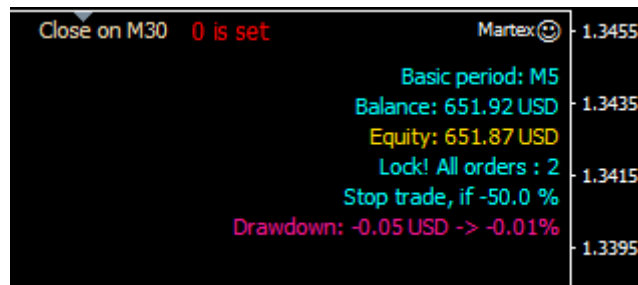 Close on M30 0 is set Martex☺ 1.3455
Basic period: M5
Balance: 651.92 USD 1.3435
Equity: 651.87 USD
Lock! All orders : 2
1.3415
Stop trade, if -50.0 %
Drawdown: -0.05 USD -> -0.01%
1.3395